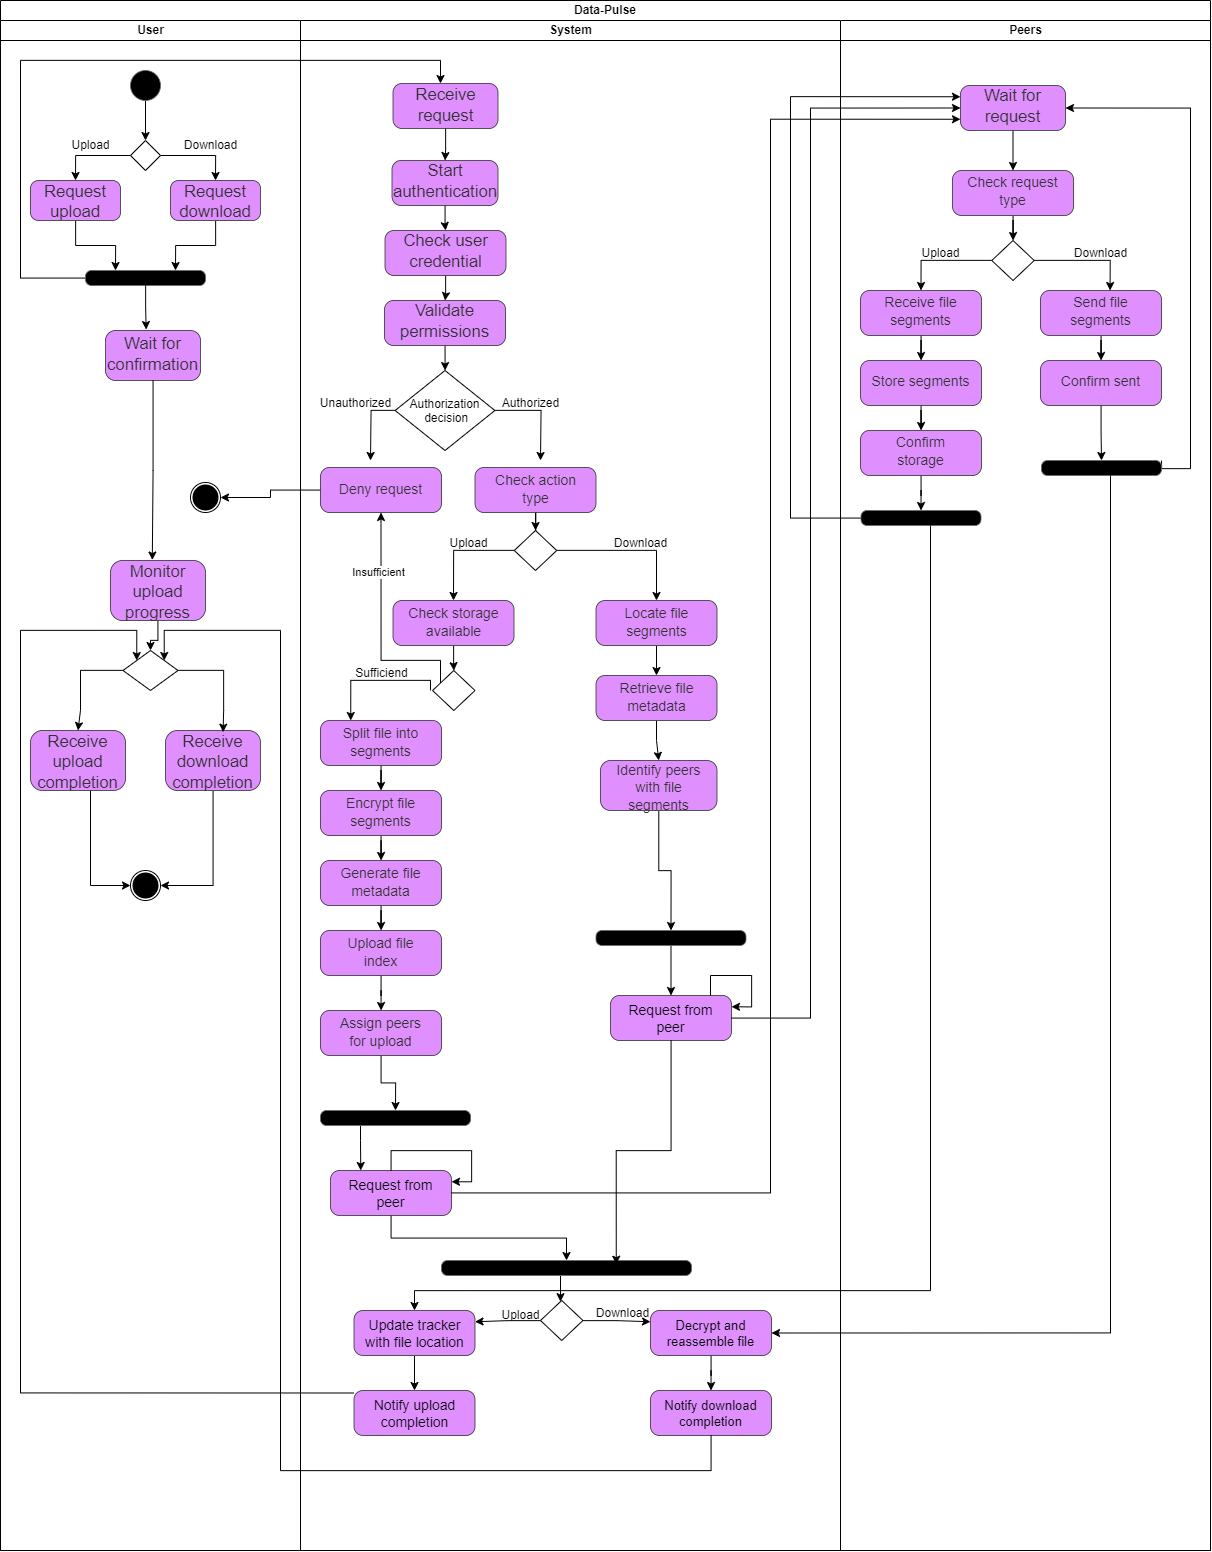 Data-Pulse
User
System
Peers
Upload
Download
Request
upload
Request
download
Wait for
confirmation
Monitor
upload
progress
Receive
upload
completion
Receive
download
completion
Receive
request
Start
authentication
Check user
credential
Validate
permissions
Unauthorized
Authorization
decision
Authorized
Deny request
Check action
type
Upload
Download
Insufficient
Check storage
available
Locate file
segments
Sufficiend
Retrieve file
metadata
Split file into
segments
Identify peers
with file
segments
Encrypt file
segments
Generate file
metadata
Upload file
index
Assign peers
for upload
Request from
peer
Request from
peer
Upload
Download
Update tracker
with file location
Decrypt and
reassemble file
Notify upload
completion
Notify download
completion
Wait for
request
Check request
type
Upload
Download
Receive file
segments
Send file
segments
Store segments
Confirm sent
Confirm
storage